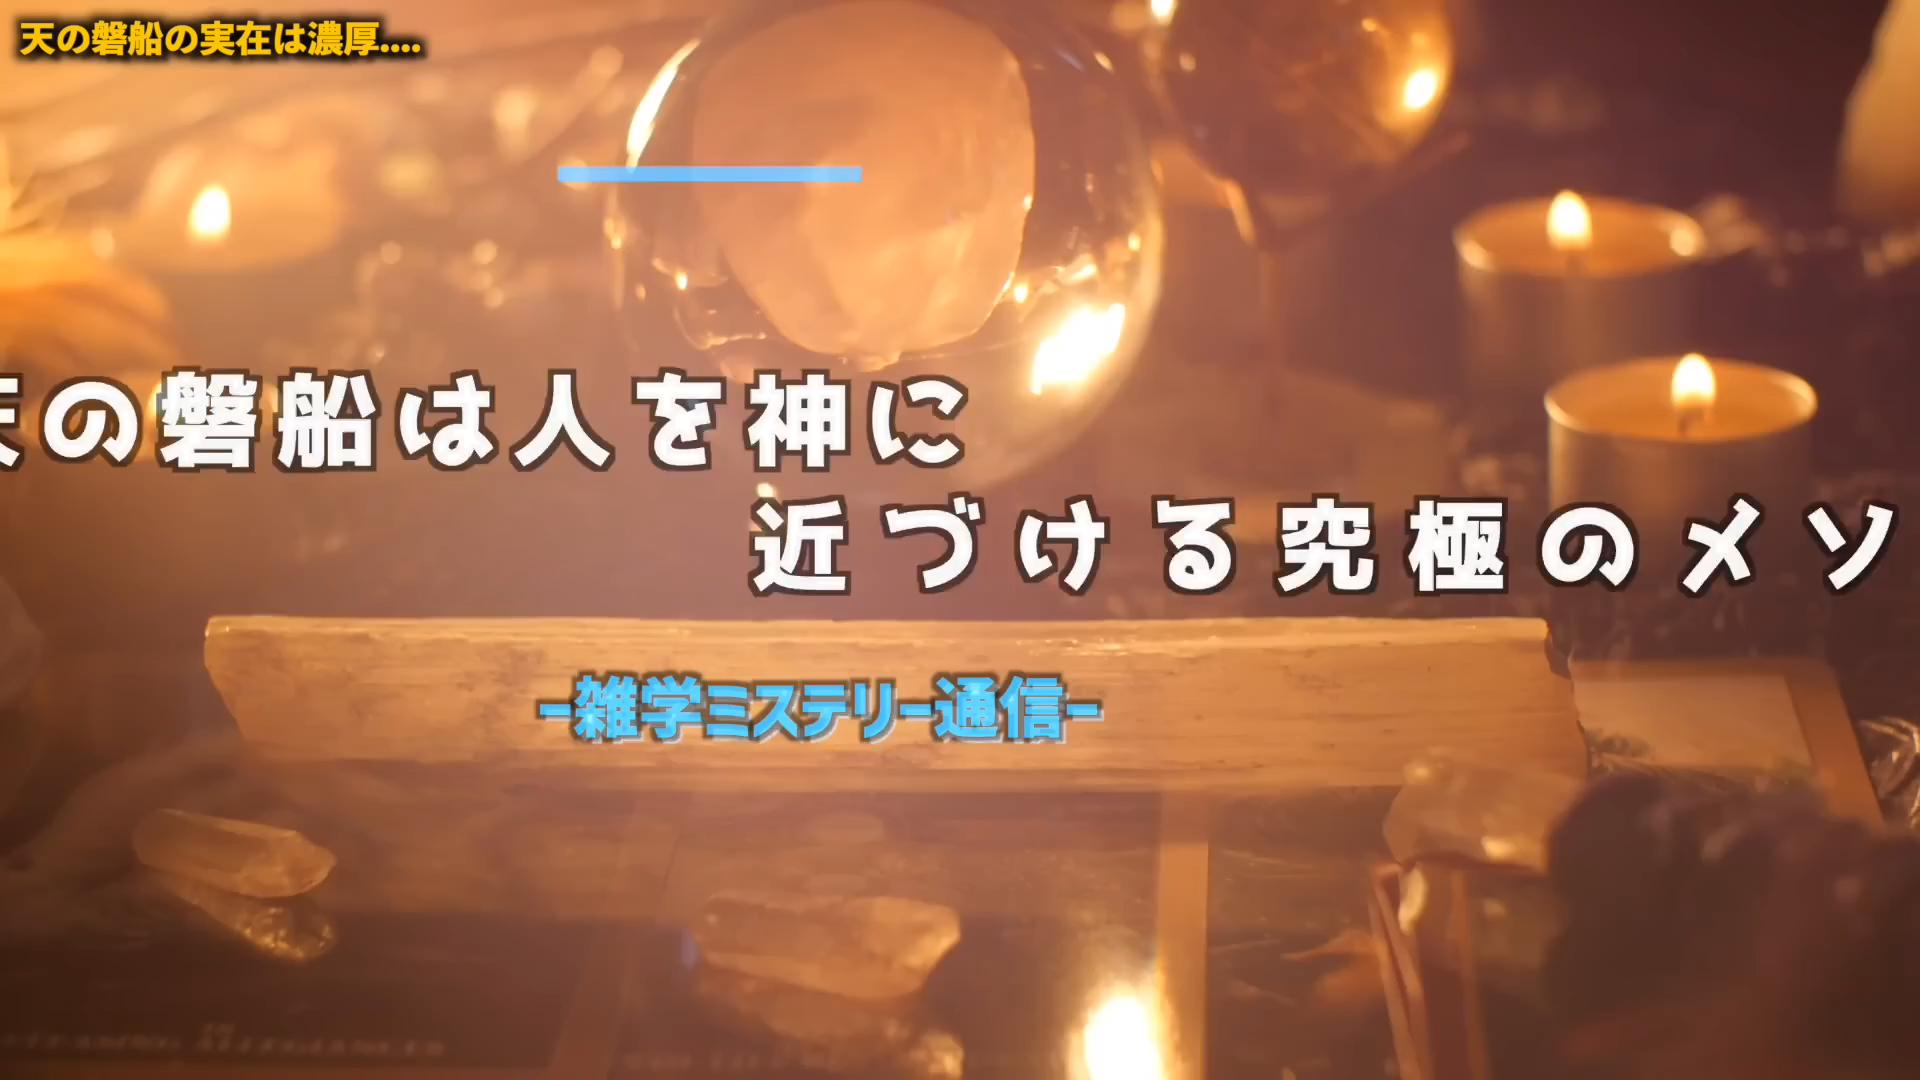 天の磐船の実在は濃厚....
天の磐船は人を神に
近づける究極のメソ
-雑学ミステリー通信-